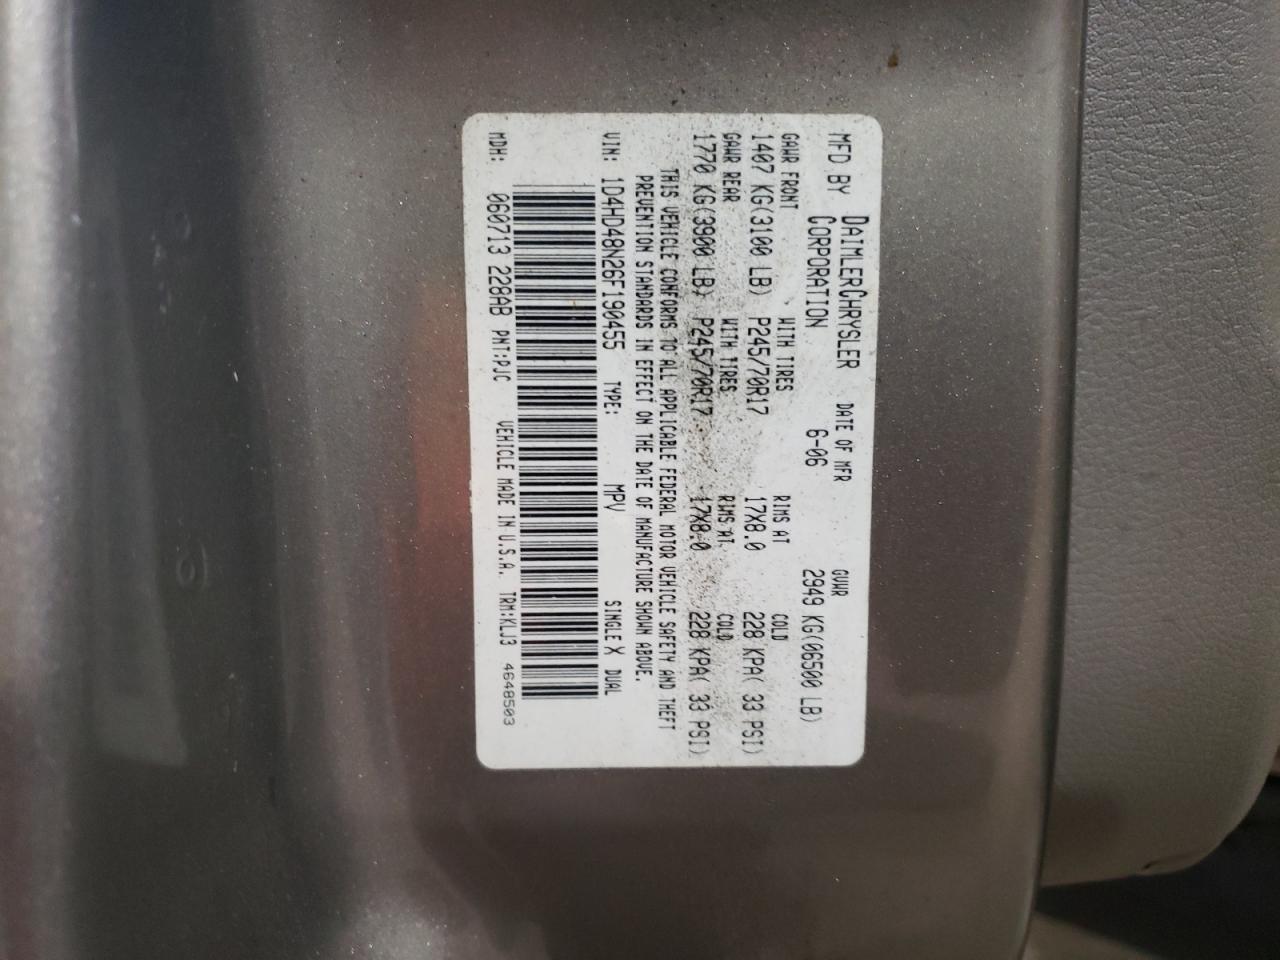 MFD BY DAIMLERCHRYSLER CORPORATION DATE OF MFR 6-06 GVWR 2949 KG(06500 LB)
GAWR FRONT WITH TIRES RIMS AT COLD
1407 KG(3100 LB) P245/70R17 17X8.0 228 KPA( 33 PSI)
GAWR REAR WITH TIRES RIMS AT COLD
1770 KG(3900 LB) P245/70R17 17X8.0 228 KPA( 33 PSI)
THIS VEHICLE CONFORMS TO ALL APPLICABLE FEDERAL MOTOR VEHICLE SAFETY AND THEFT
PREVENTION STANDARDS IN EFFECT ON THE DATE OF MANUFACTURE SHOWN ABOVE.
VIN: 1D4HD48N26F190455 TYPE: MPV SINGLE X DUAL
MDH: 060713 228AB PNT:PJC VEHICLE MADE IN U.S.A. TRM:KLJ3 4648503